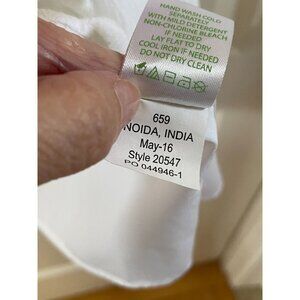 HAND WASH COLD
SEPARATELY
WITH MILD DETERGENT
NON-CHLORINE BLEACH
IF NEEDED
LAY FLAT TO DRY
COOL IRON IF NEEDED
DO NOT DRY CLEAN
659
NOIDA, INDIA
May-16
Style 20547
PO 044946-1